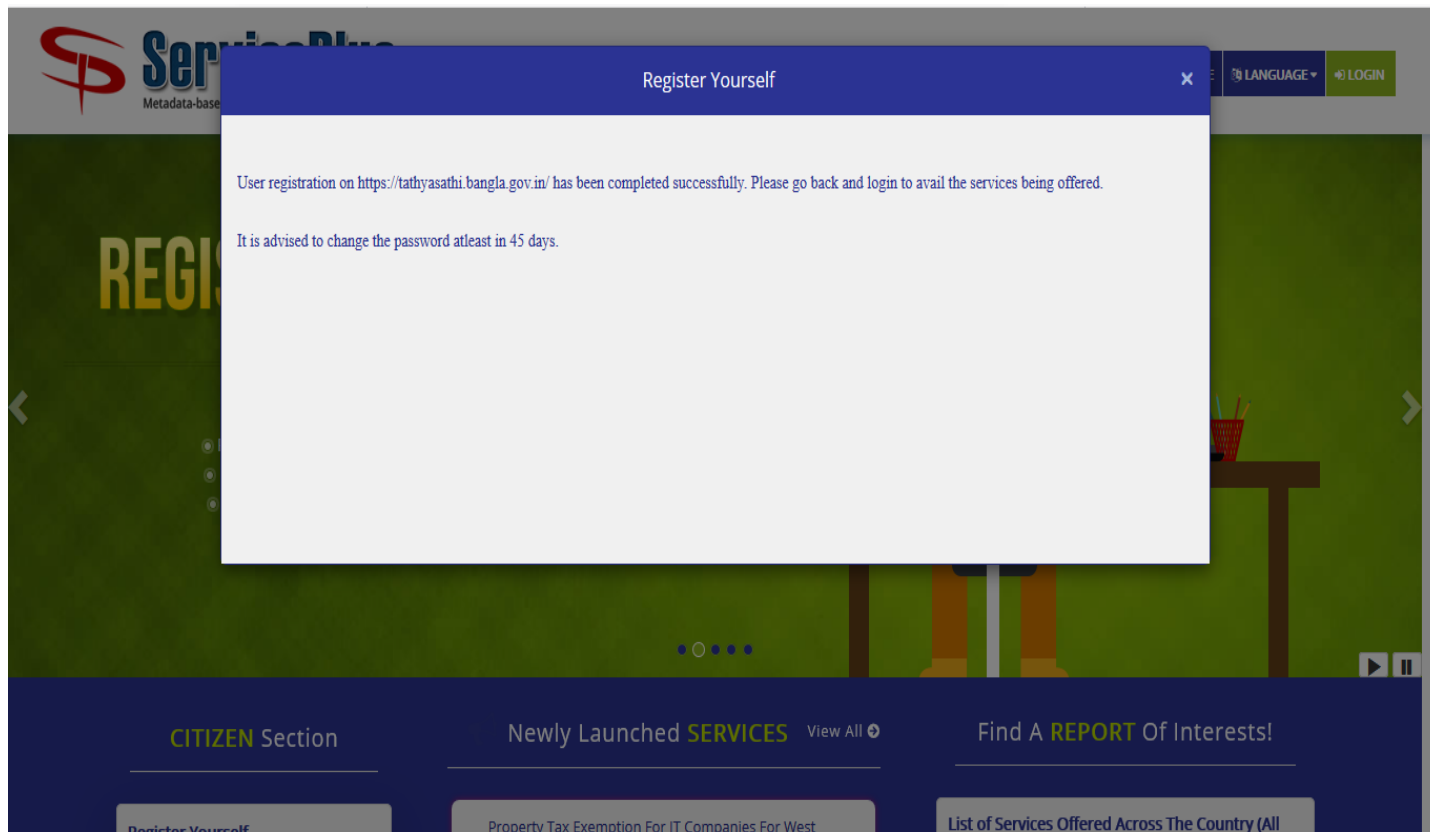 Register Yourself ×
LANGUAGE
LOGIN
Metadata-base
User registration on https://tathyasathi.bangla.gov.in/ has been completed successfully. Please go back and login to avail the services being offered.
It is advised to change the password atleast in 45 days.
CITIZEN Section
Newly Launched SERVICES View All
Find A REPORT Of Interests!
Register Yourself
Property Tax Exemption For IT Companies For West
List of Services Offered Across The Country (All